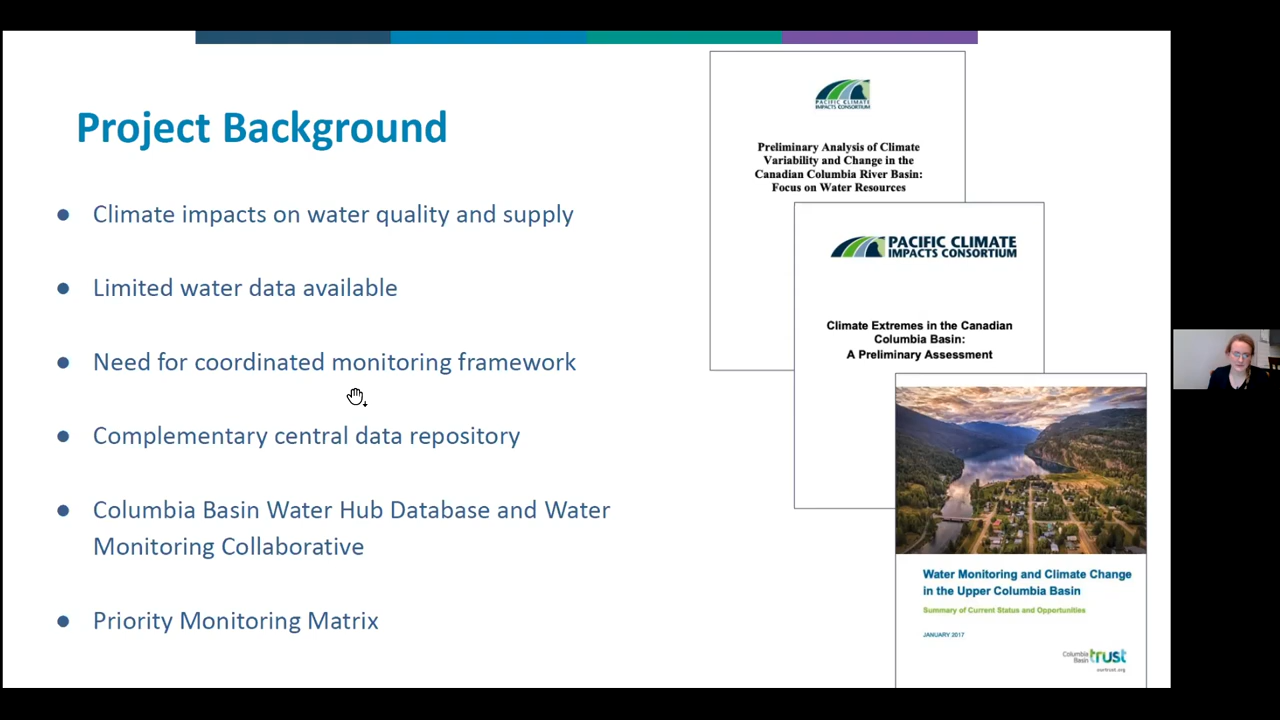 Project Background
Climate impacts on water quality and supply
Limited water data available
Need for coordinated monitoring framework
Complementary central data repository
Columbia Basin Water Hub Database and Water
Monitoring Collaborative
Priority Monitoring Matrix
PACIFIC CLIMATE
IMPACTS CONSORTIUM
Preliminary Analysis of Climate
Variability and Change in the
Canadian Columbia River Basin:
Focus on Water Resources
PACIFIC CLIMATE
IMPACTS CONSORTIUM
Climate Extremes in the Canadian
Columbia Basin:
A Preliminary Assessment
Water Monitoring and Climate Change
in the Upper Columbia Basin
Summary of Current Status and Opportunities
JANUARY 2017
Columbia
Basin trust
ourtrust.org